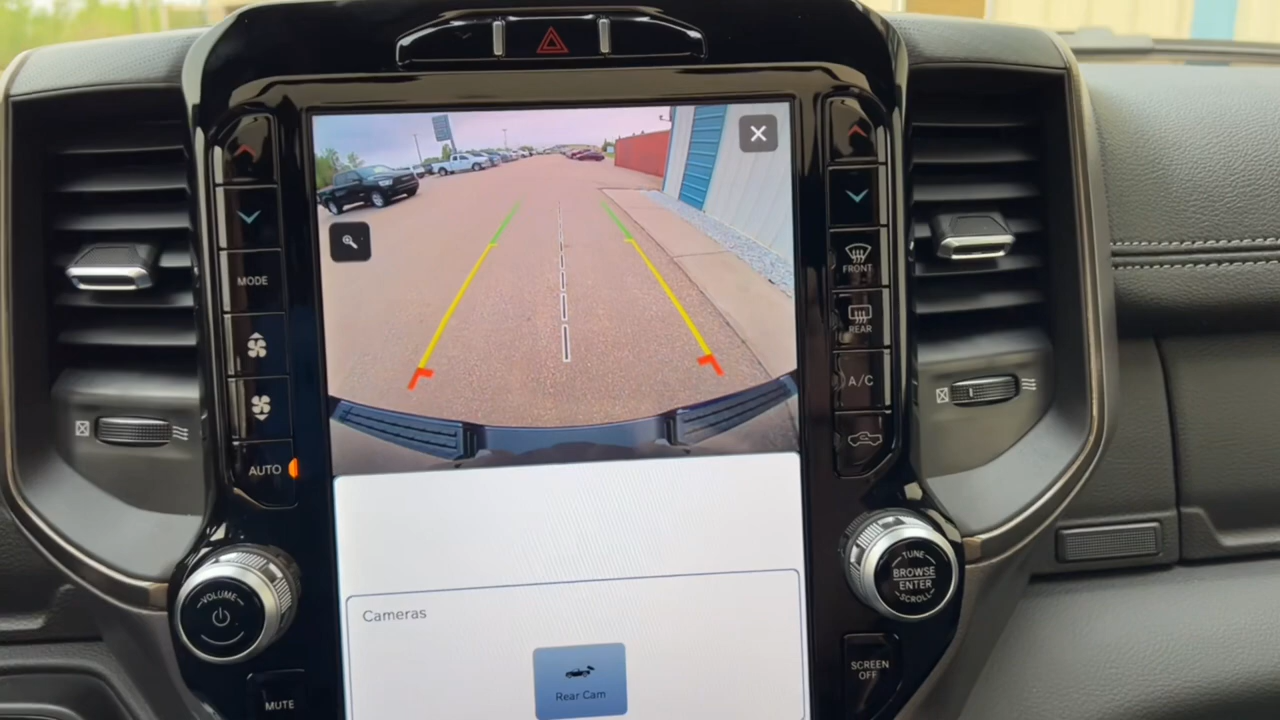 MODE
AUTO
VOLUME
MUTE
Cameras
Rear Cam
FRONT
REAR
A/C
TUNE
BROWSE
ENTER
SCROLL
SCREEN
OFF